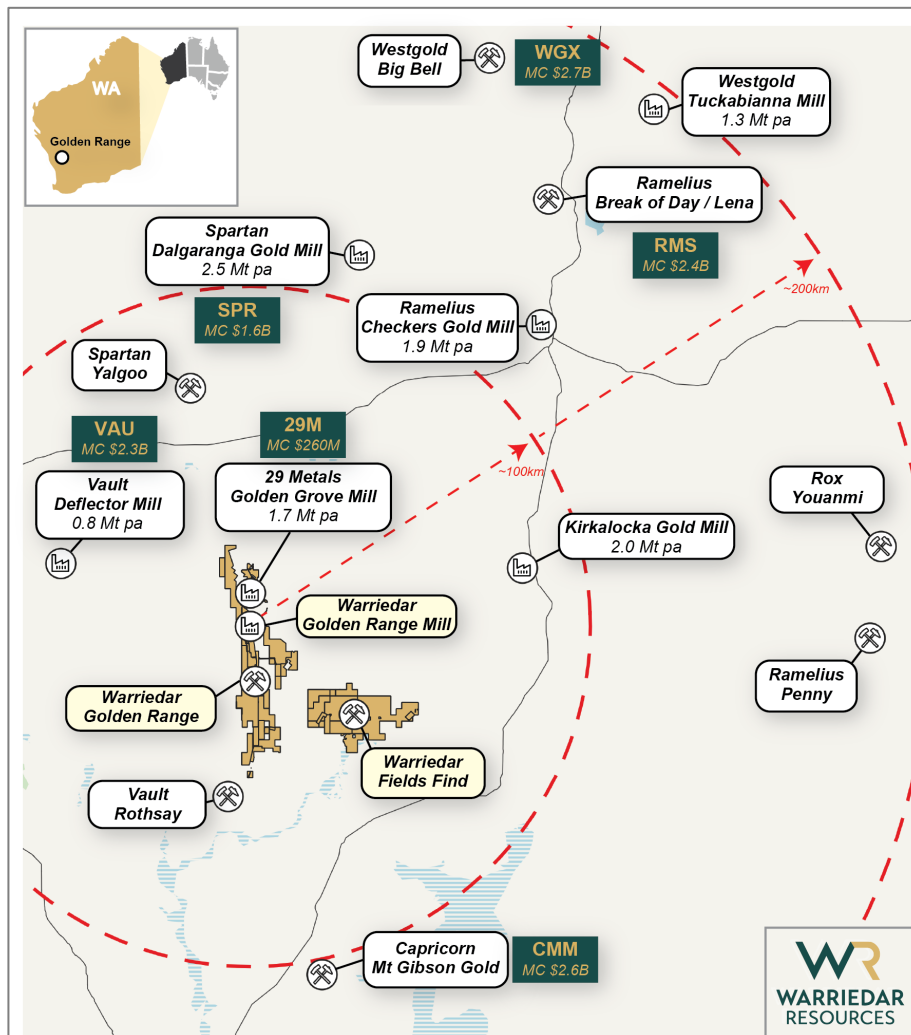 WA
Golden Range
Westgold
Big Bell
WGX
MC $2.7B
Westgold
Tuckabianna Mill
1.3 Mt pa
Ramelius
Break of Day / Lena
RMS
MC $2.4B
~200km
Spartan
Dalgaranga Gold Mill
2.5 Mt pa
SPR
MC $1.6B
Ramelius
Checkers Gold Mill
1.9 Mt pa
Spartan
Yalgoo
VAU
MC $2.3B
29M
MC $260M
~100km
Vault
Deflector Mill
0.8 Mt pa
29 Metals
Golden Grove Mill
1.7 Mt pa
Rox
Youanmi
Kirkalocka Gold Mill
2.0 Mt pa
Warriedar
Golden Range Mill
Ramelius
Penny
Warriedar
Golden Range
Warriedar
Fields Find
Vault
Rothsay
Capricorn
Mt Gibson Gold
CMM
MC $2.6B
WR
WARRIEDAR
RESOURCES